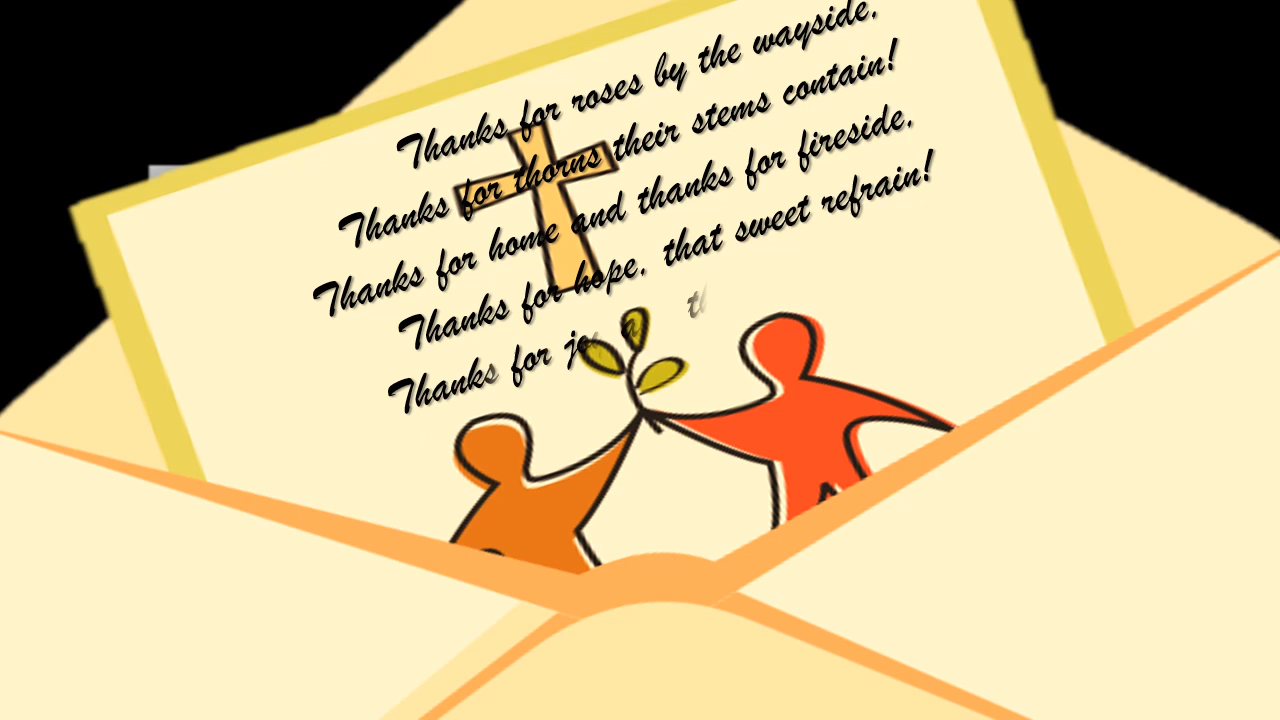 Thanks for roses by the wayside,
Thanks for thorns their stems contain!
Thanks for home and thanks for fireside,
Thanks for hope, that sweet refrain!
Thanks for